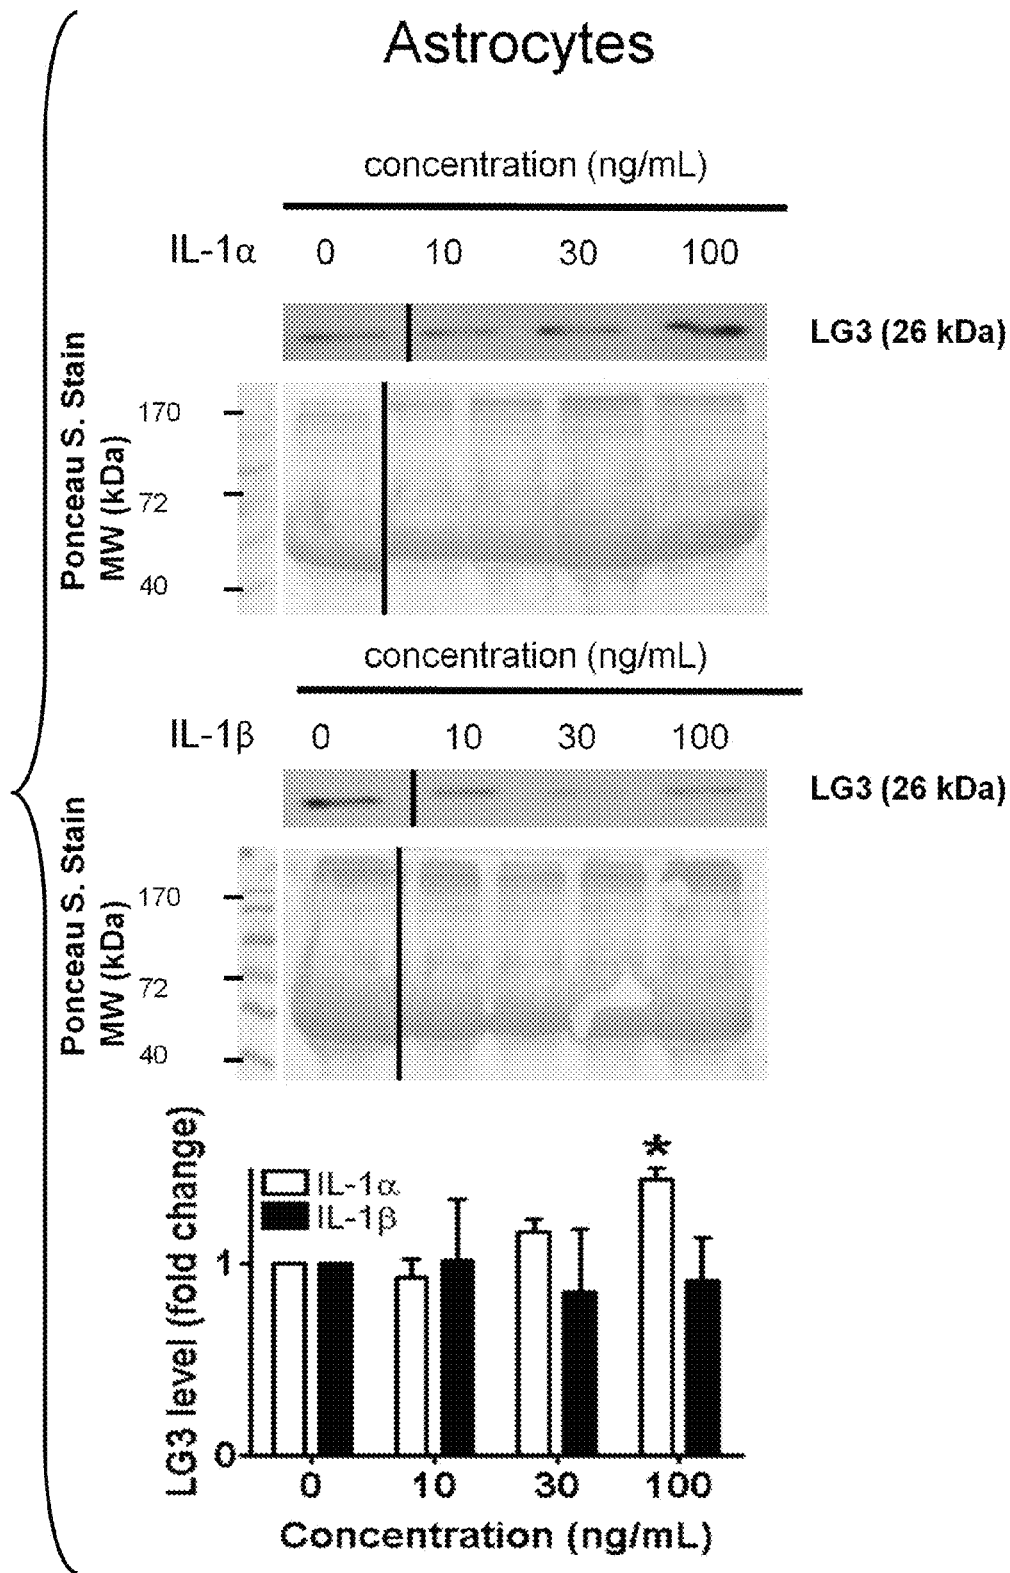 Astrocytes
concentration (ng/mL)
IL-1α 0 10 30 100
LG3 (26 kDa)
Ponceau S. Stain
MW (kDa)
170
72
40
concentration (ng/mL)
IL-1β 0 10 30 100
LG3 (26 kDa)
Ponceau S. Stain
MW (kDa)
170
72
40
LG3 level (fold change)
*
IL-1α
IL-1β
1
0
0 10 30 100
Concentration (ng/mL)